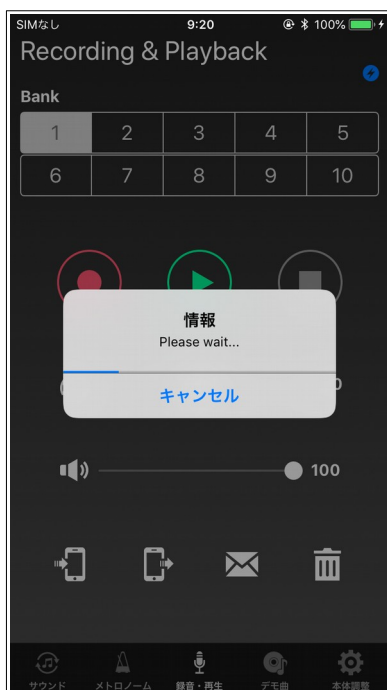 SIMなし 9:20 100%
Recording & Playback
Bank
1 2 3 4 5
6 7 8 9 10
情報
Please wait...
キャンセル
100
サウンド メトロノーム 録音・再生 デモ曲 本体調整